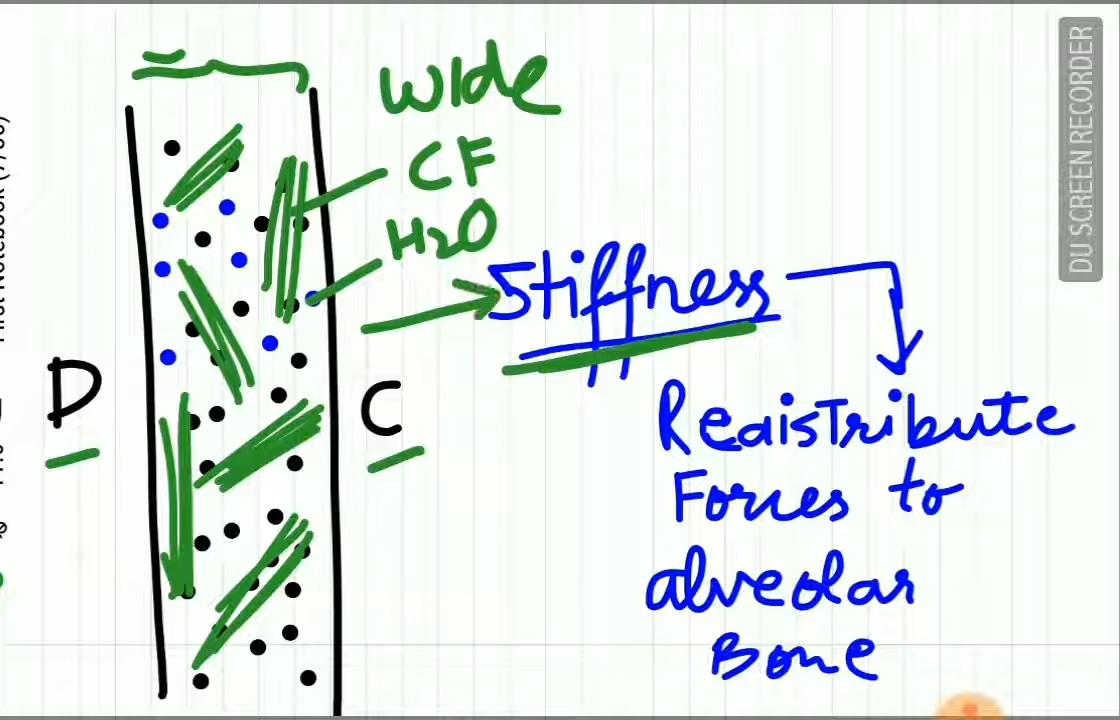 wide
CF
H2O
D
C
Stiffness
Redistribute
Forces to
alveolar
Bone
DU SCREEN RECORDER